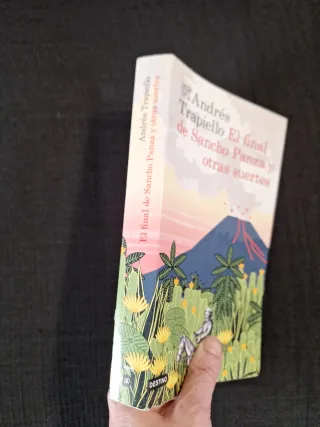 Andrés
Trapiello El final
de Sancho Panza y
otras suertes
Andrés Trapiello
El final de Sancho Panza y otras suertes
DESTINO